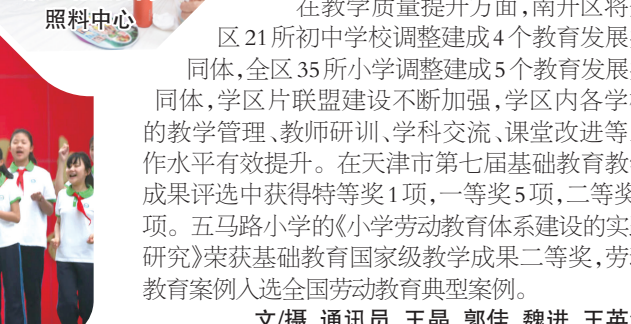 照料中心
在教学质量提升方面,南开区将
区21所初中学校调整建成4个教育发展
同体,全区35所小学调整建成5个教育发展
同体,学区片联盟建设不断加强,学区内各学
的教学管理、教师研训、学科交流、课堂改进等
作水平有效提升。在天津市第七届基础教育教
成果评选中获得特等奖1项,一等奖5项,二等奖
项。五马路小学的《小学劳动教育体系建设的实
研究》荣获基础教育国家级教学成果二等奖,劳
教育案例入选全国劳动教育典型案例。
文/摄 通讯员 王晶 郭佳 魏进 王英